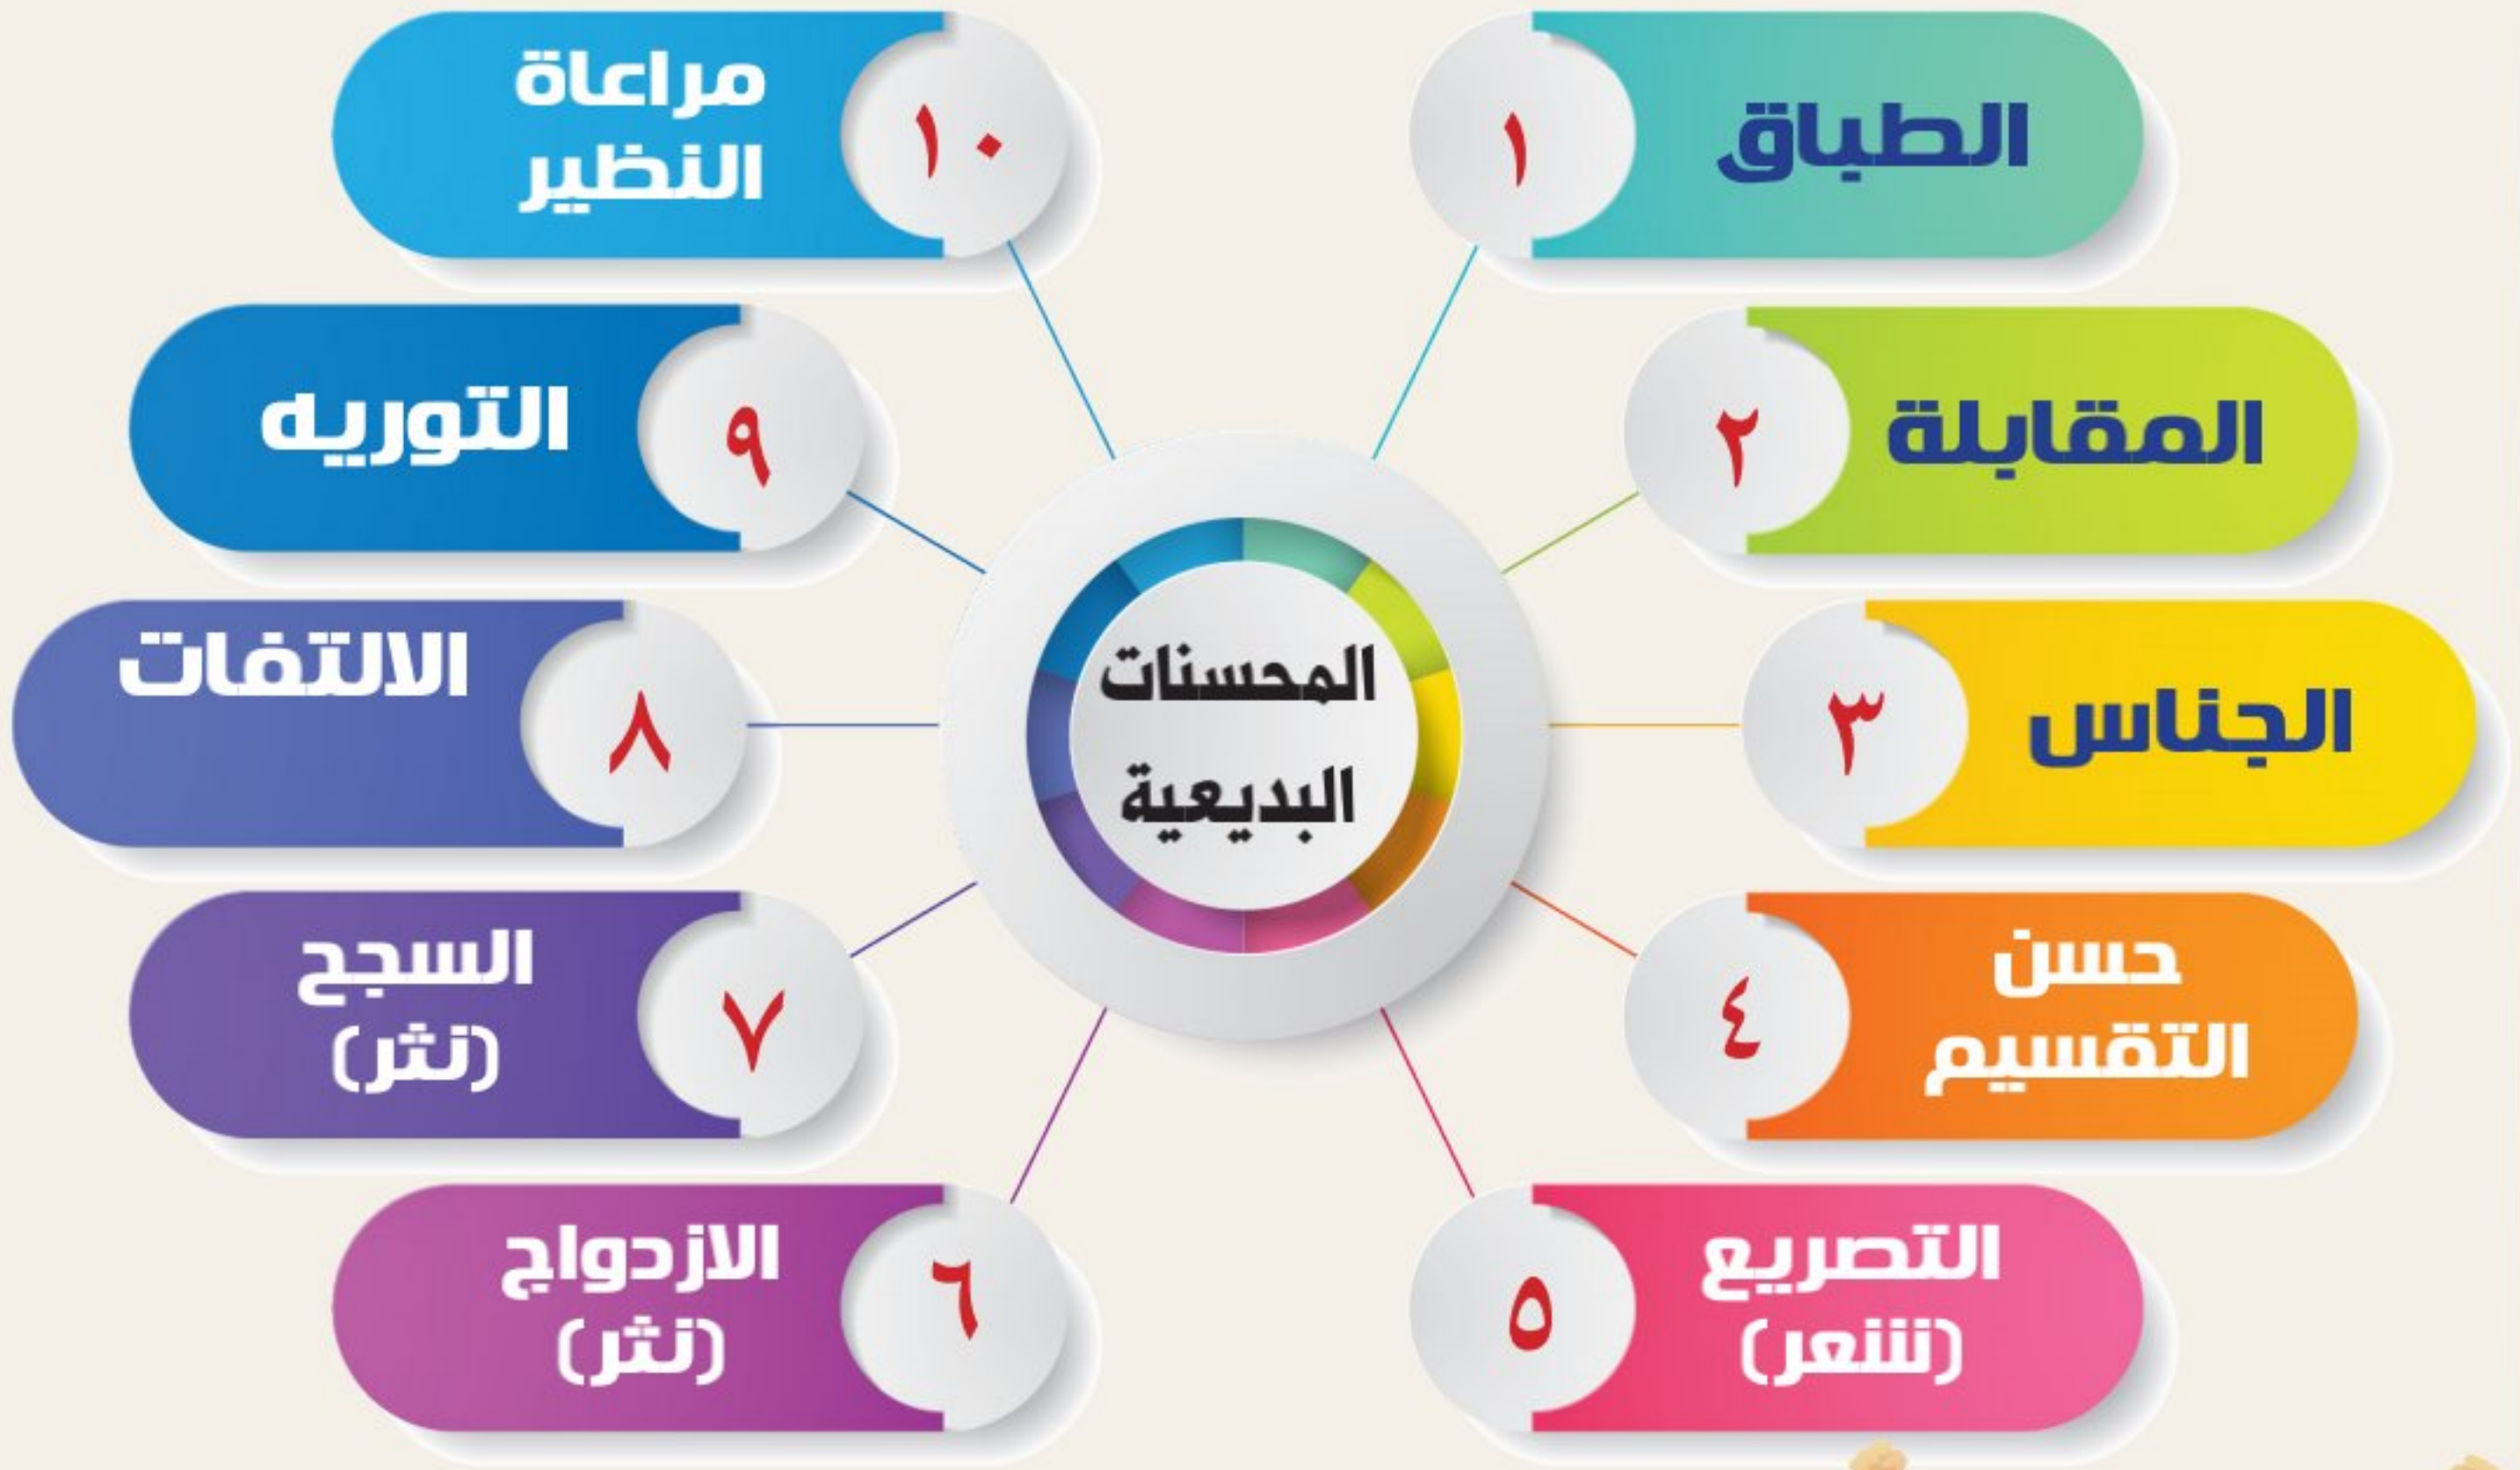 المحسنات
البديعية
١
الطباق
٢
المقابلة
٣
الجناس
٤
حسن
التقسيم
٥
التصريع
(شعر)
٦
الازدواج
(نثر)
٧
السجح
(نثر)
٨
الالتفات
٩
التوريه
١٠
مراعاة
النظير